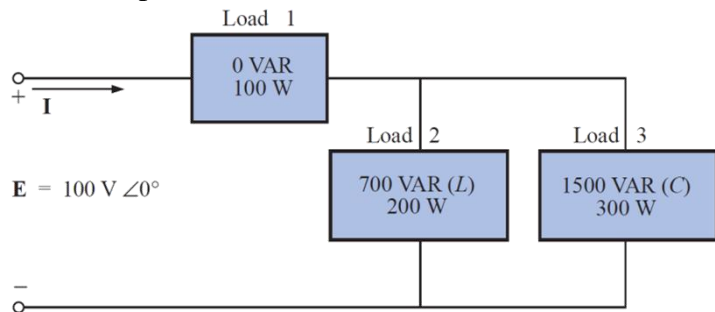 Load 1
0 VAR
100 W
+
I
Load 2
Load 3
E = 100 V ∠0°
700 VAR (L)
200 W
1500 VAR (C)
300 W
−